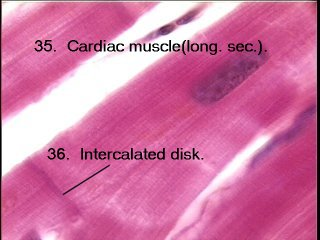 35.  Cardiac muscle(long. sec.).
36.  Intercalated disk.